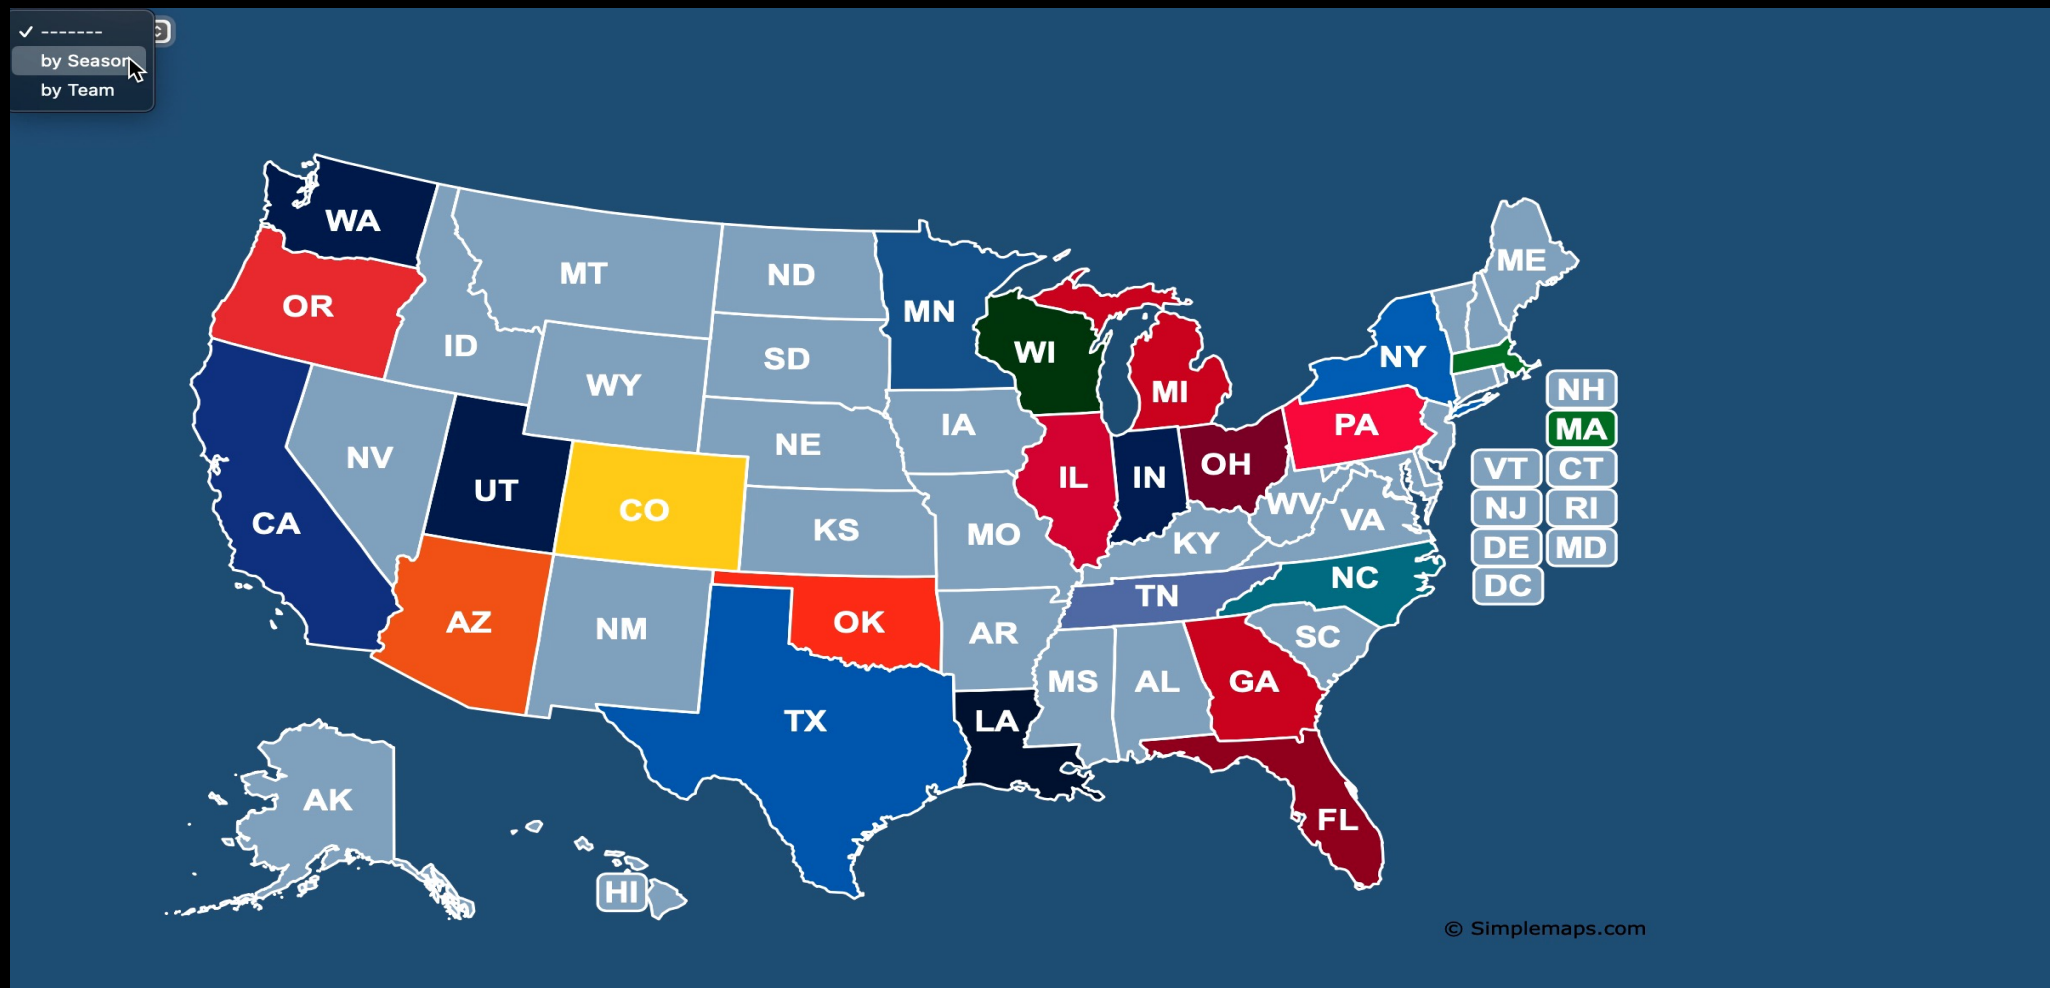 ✓ -------
by Season
by Team
WA
MT
ND
MN
ME
OR
ID
SD
WI
NY
WY
MI
NH
IA
PA
MA
NV
NE
OH
UT
IL
IN
VT CT
CO
WV
NJ RI
CA
KS
MO
VA
KY
DE MD
NC
DC
TN
AZ
NM
OK
AR
SC
MS
AL
GA
TX
LA
AK
FL
HI
© Simplemaps.com